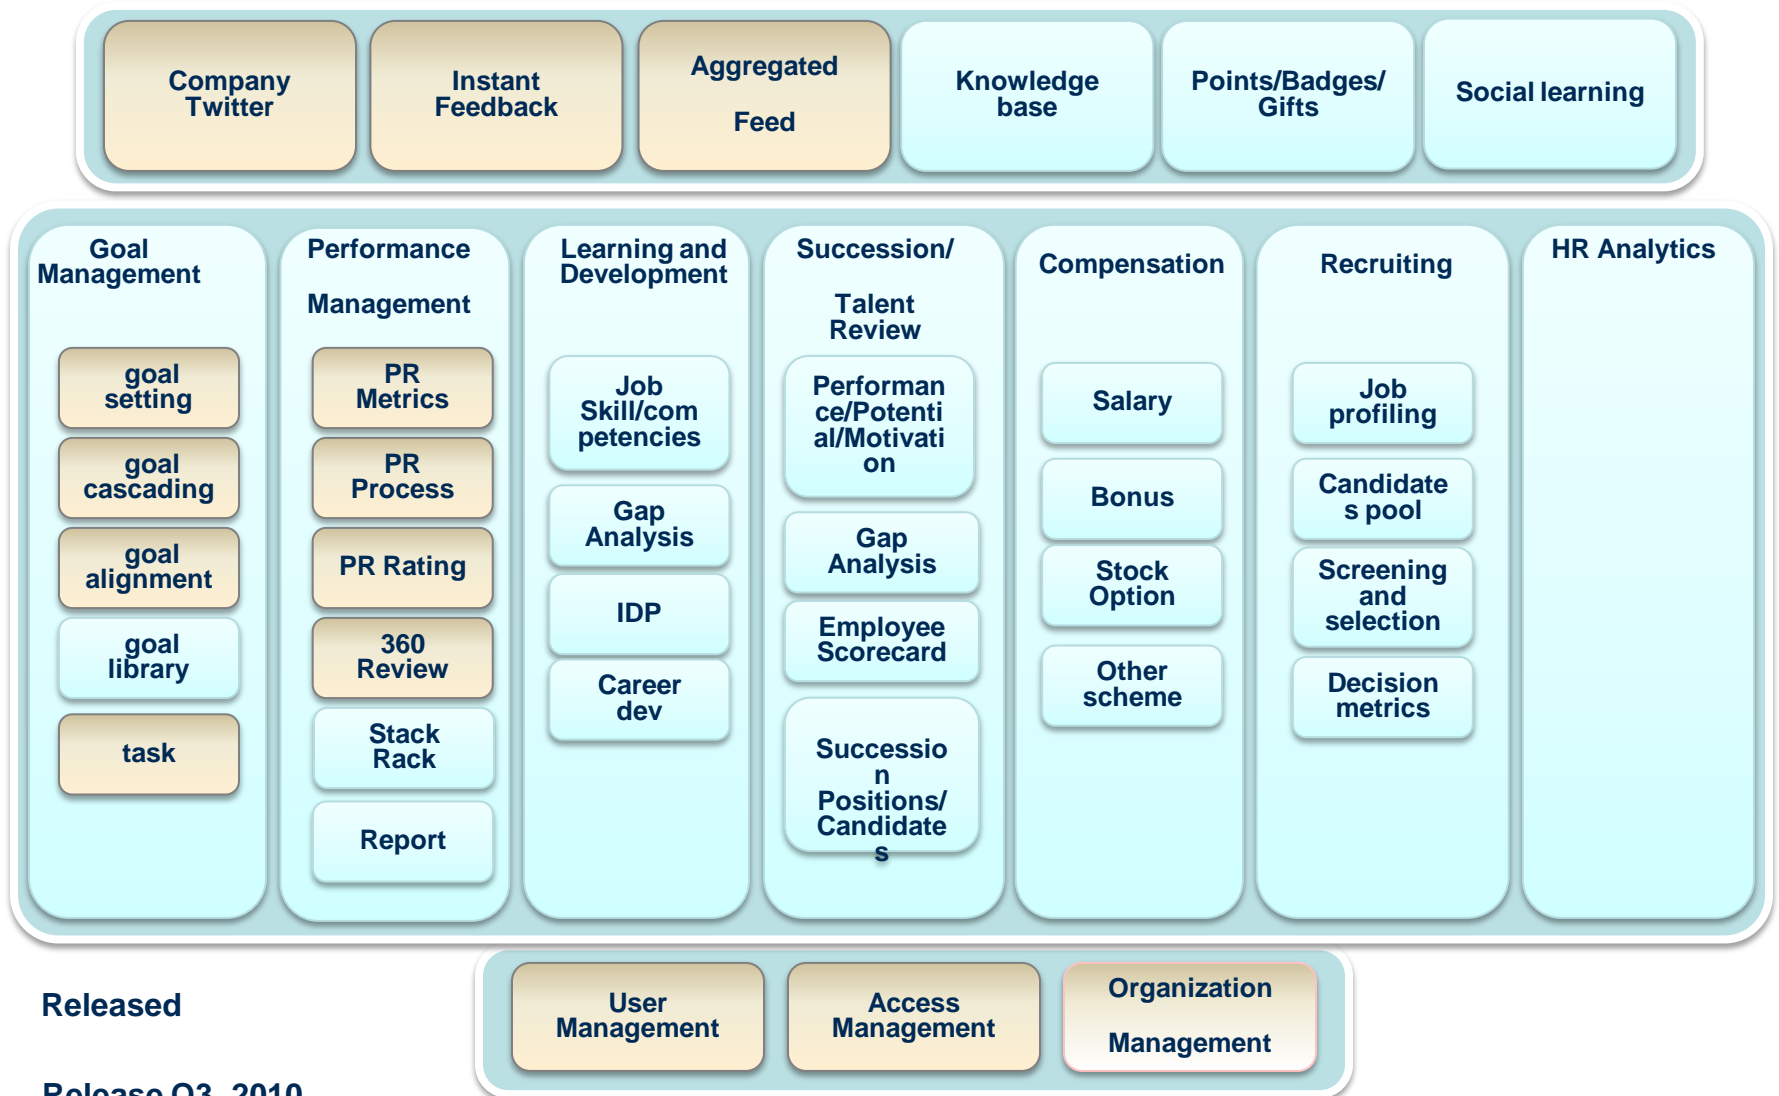 Company
Twitter
Instant
Feedback
Aggregated
Feed
Knowledge
base
Points/Badges/
Gifts
Social learning
Goal
Management
goal
setting
goal
cascading
goal
alignment
goal
library
task
Performance
Management
PR
Metrics
PR
Process
PR Rating
360
Review
Stack
Rack
Report
Learning and
Development
Job
Skill/com
petencies
Gap
Analysis
IDP
Career
dev
Succession/
Talent
Review
Performan
ce/Potenti
al/Motivati
on
Gap
Analysis
Employee
Scorecard
Successio
n
Positions/
Candidate
s
Compensation
Salary
Bonus
Stock
Option
Other
scheme
Recruiting
Job
profiling
Candidate
s pool
Screening
and
selection
Decision
metrics
HR Analytics
Released
Release Q3, 2010
User
Management
Access
Management
Organization
Management